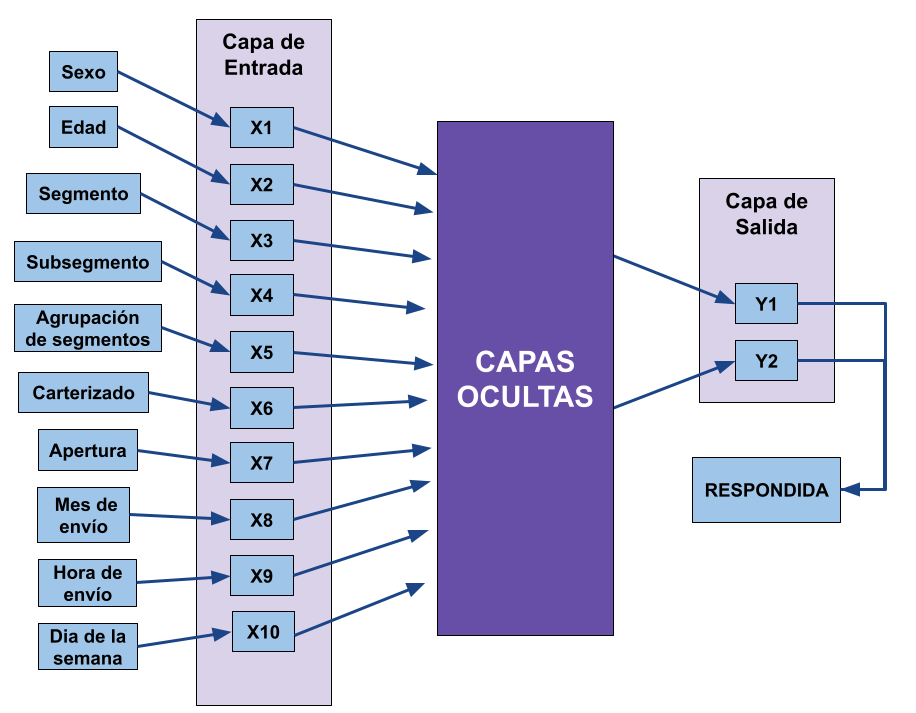 Capa de
Entrada
Sexo
X1
Edad
X2
Segmento
X3
Subsegmento
X4
Agrupación
de segmentos
X5
Carterizado
X6
Apertura
X7
Mes de
envío
X8
Hora de
envío
X9
Dia de la
semana
X10
CAPAS
OCULTAS
Capa de
Salida
Y1
Y2
RESPONDIDA